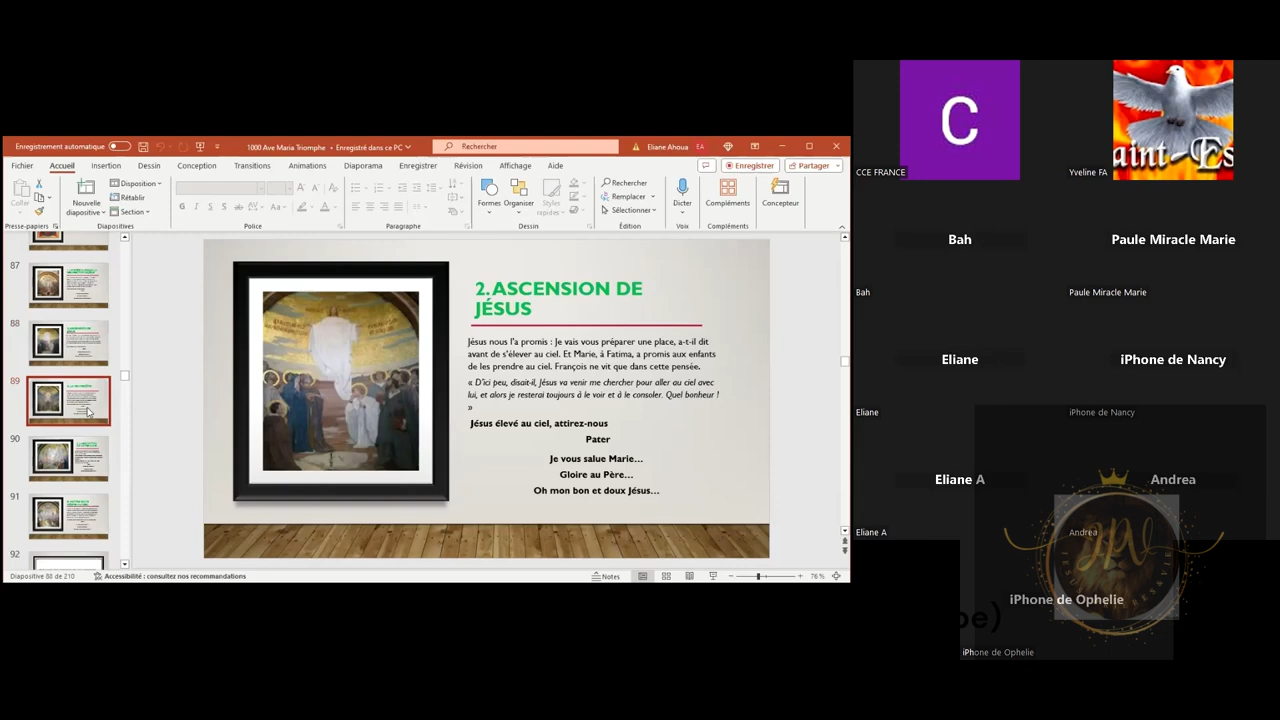 Enregistrement automatique
1000 Ave Maria Triomphe • Enregistré dans ce PC
Rechercher
Eliane Ahoua
EA
Fichier Accueil Insertion Dessin Conception Transitions Animations Diaporama Enregistrer Révision Affichage Aide
Enregistrer
Partager
Coller
Nouvelle
diapositive
Disposition
Rétablir
Section
Formes
Organiser
Styles
rapides
Rechercher
Remplacer
Sélectionner
Dicter
Compléments
Concepteur
Presse-papiers
Diapositives
Police
Paragraphe
Dessin
Édition
Voix
Compléments
87
88
89
90
91
92
2. ASCENSION DE
JÉSUS
Jésus nous l'a promis : Je vais vous préparer une place, a-t-il dit
avant de s'élever au ciel. Et Marie, à Fatima, a promis aux enfants
de les prendre au ciel. François ne vit que dans cette pensée.
« D'ici peu, disait-il, Jésus va venir me chercher pour aller au ciel avec
lui, et alors je resterai toujours à le voir et à le consoler. Quel bonheur !
»
Jésus élevé au ciel, attirez-nous
Pater
Je vous salue Marie…
Gloire au Père…
Oh mon bon et doux Jésus…
Diapositive 88 de 210
Accessibilité : consultez nos recommandations
Notes
76 %
C
CCE FRANCE
aint-Es
Yveline FA
Bah
Bah
Paule Miracle Marie
Paule Miracle Marie
Eliane
Eliane
iPhone de Nancy
iPhone de Nancy
Eliane A
Eliane A
Andrea
Andrea
iPhone de Ophelie
iPhone de Ophelie